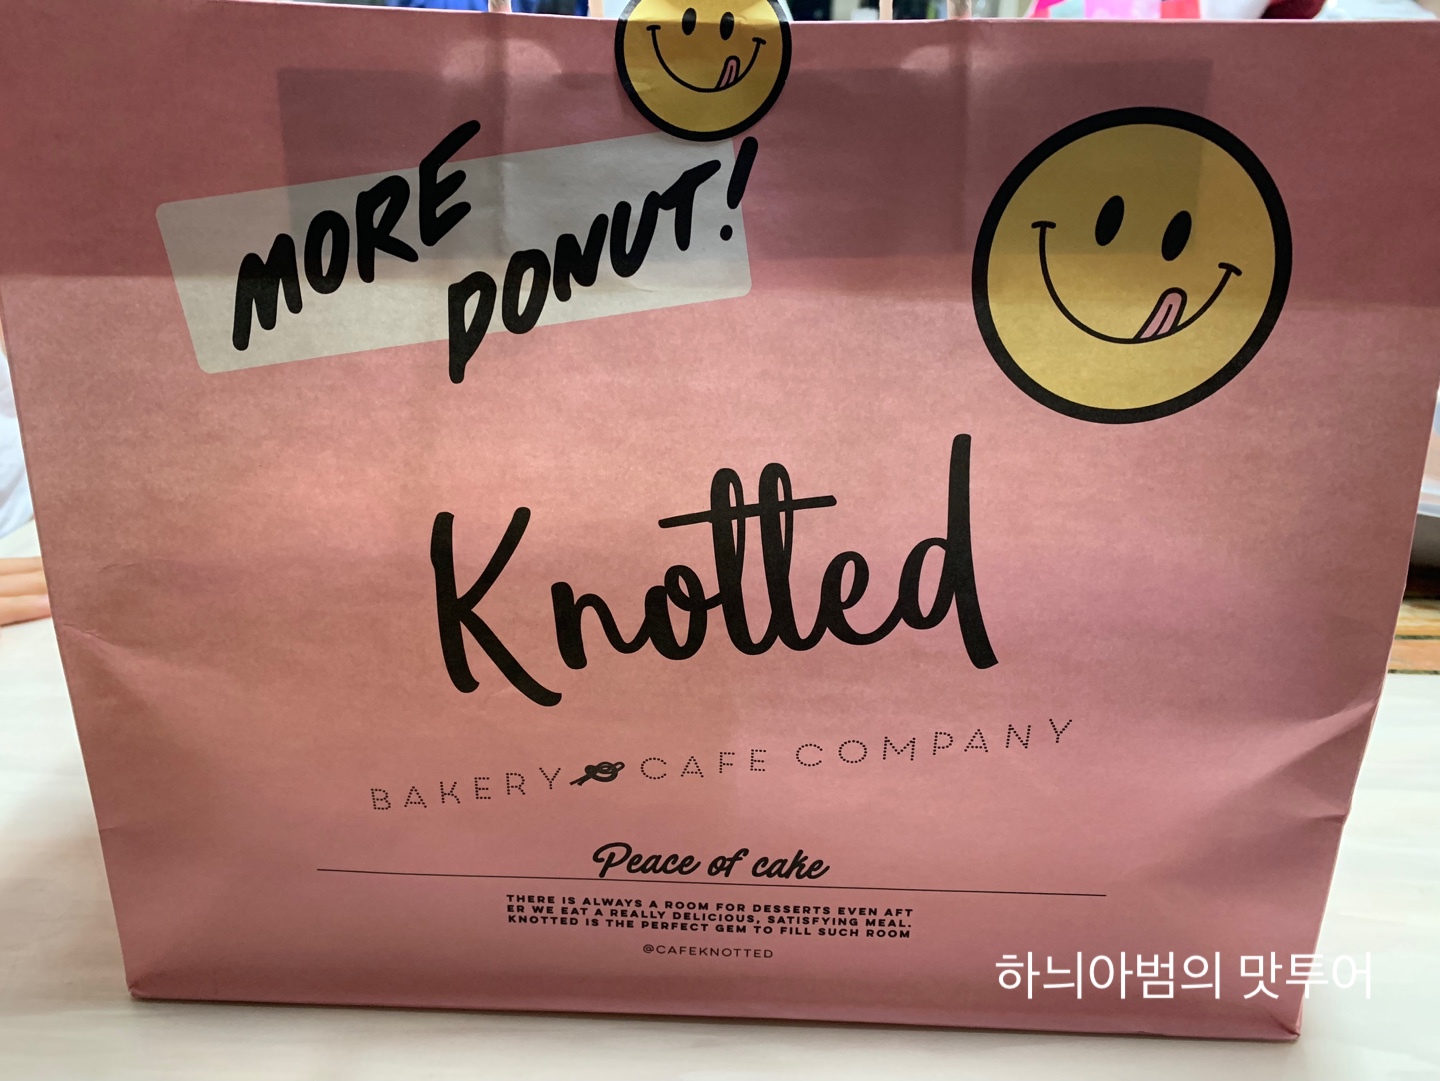 MORE
DONUT!
Knotted
BAKERY CAFE COMPANY
Peace of cake
THERE IS ALWAYS A ROOM FOR DESSERTS EVEN AFT
ER WE EAT A REALLY DELICIOUS, SATISFYING MEAL.
KNOTTED IS THE PERFECT GEM TO FILL SUCH ROOM
@CAFEKNOTTED
하늬아범의 맛투어